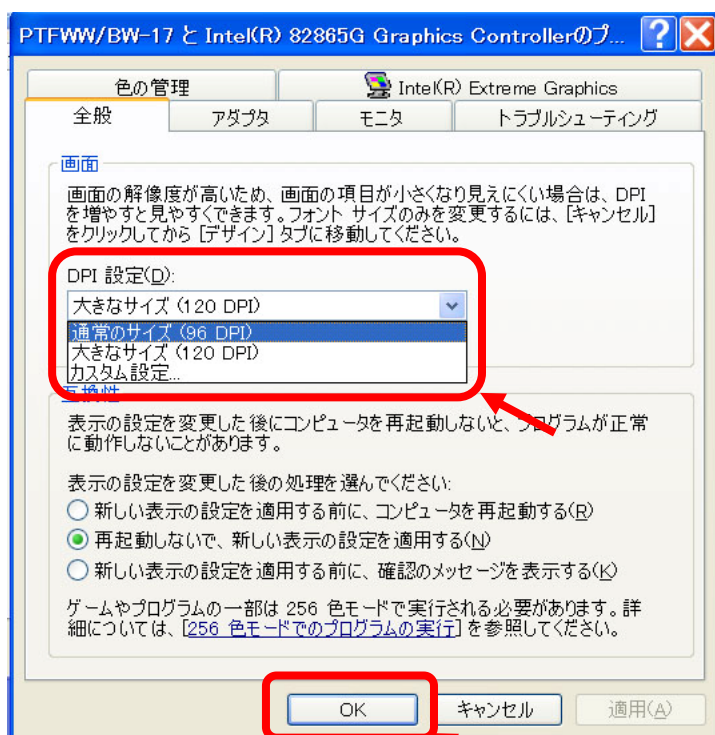 PTFWW/BW-17 と Intel(R) 82865G Graphics Controllerのプ...
色の管理
Intel(R) Extreme Graphics
全般
アダプタ
モニタ
トラブルシューティング
画面
画面の解像度が高いため、画面の項目が小さくなり見えにくい場合は、DPI
を増やすと見やすくできます。フォント サイズのみを変更するには、[キャンセル]
をクリックしてから [デザイン] タブに移動してください。
DPI 設定(D):
大きなサイズ (120 DPI)
通常のサイズ (96 DPI)
大きなサイズ (120 DPI)
カスタム設定...
互換性
表示の設定を変更した後にコンピュータを再起動しないと、プログラムが正常
に動作しないことがあります。
表示の設定を変更した後の処理を選んでください:
新しい表示の設定を適用する前に、コンピュータを再起動する(R)
再起動しないで、新しい表示の設定を適用する(N)
新しい表示の設定を適用する前に、確認のメッセージを表示する(K)
ゲームやプログラムの一部は 256 色モードで実行される必要があります。詳
細については、[256 色モードでのプログラムの実行] を参照してください。
OK
キャンセル
適用(A)